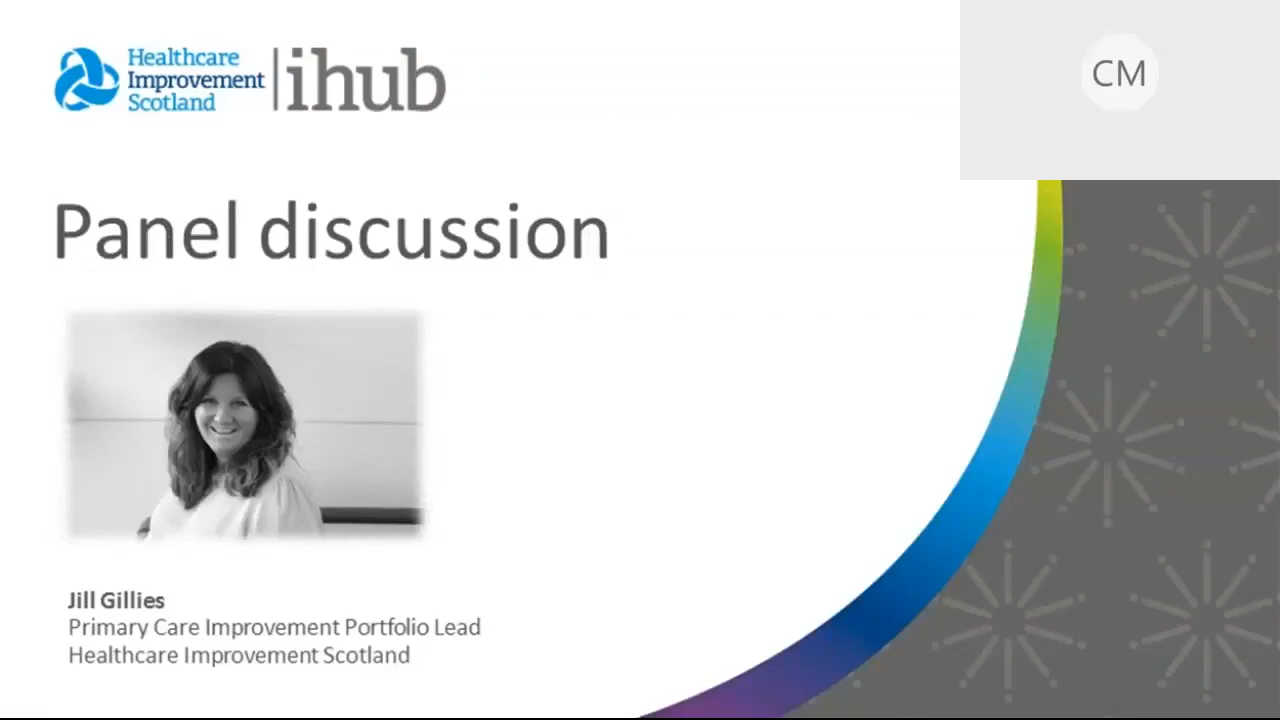 Healthcare
Improvement
Scotland
ihub
CM
Panel discussion
Jill Gillies
Primary Care Improvement Portfolio Lead
Healthcare Improvement Scotland